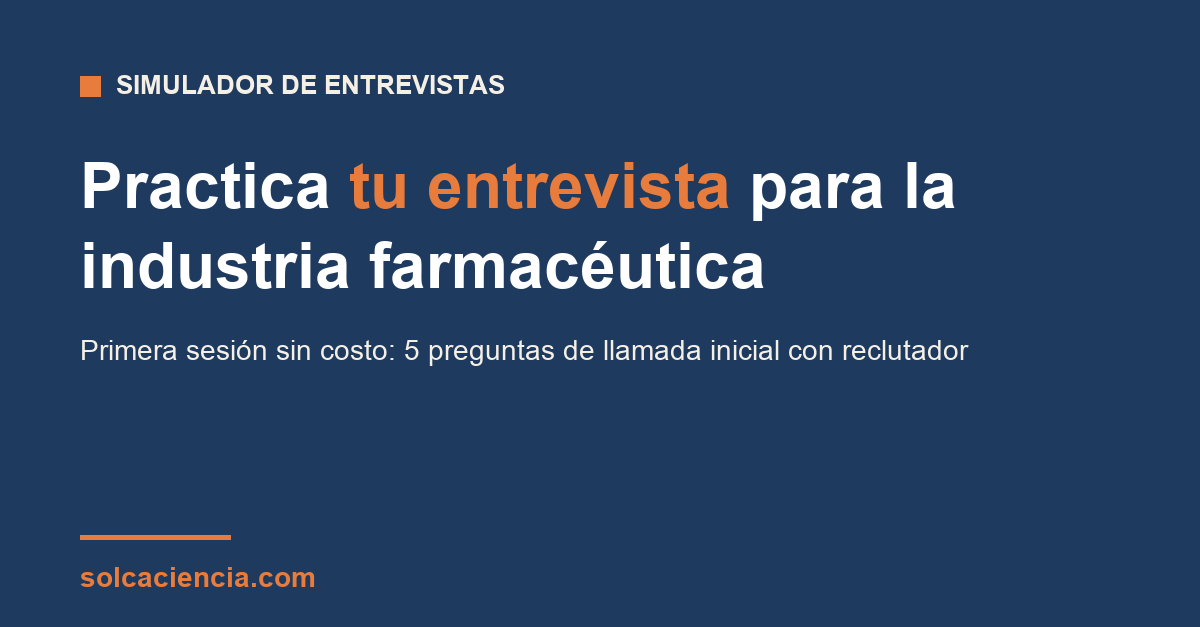 SIMULADOR DE ENTREVISTAS
Practica tu entrevista para la
industria farmacéutica
Primera sesión sin costo: 5 preguntas de llamada inicial con reclutador
solcaciencia.com